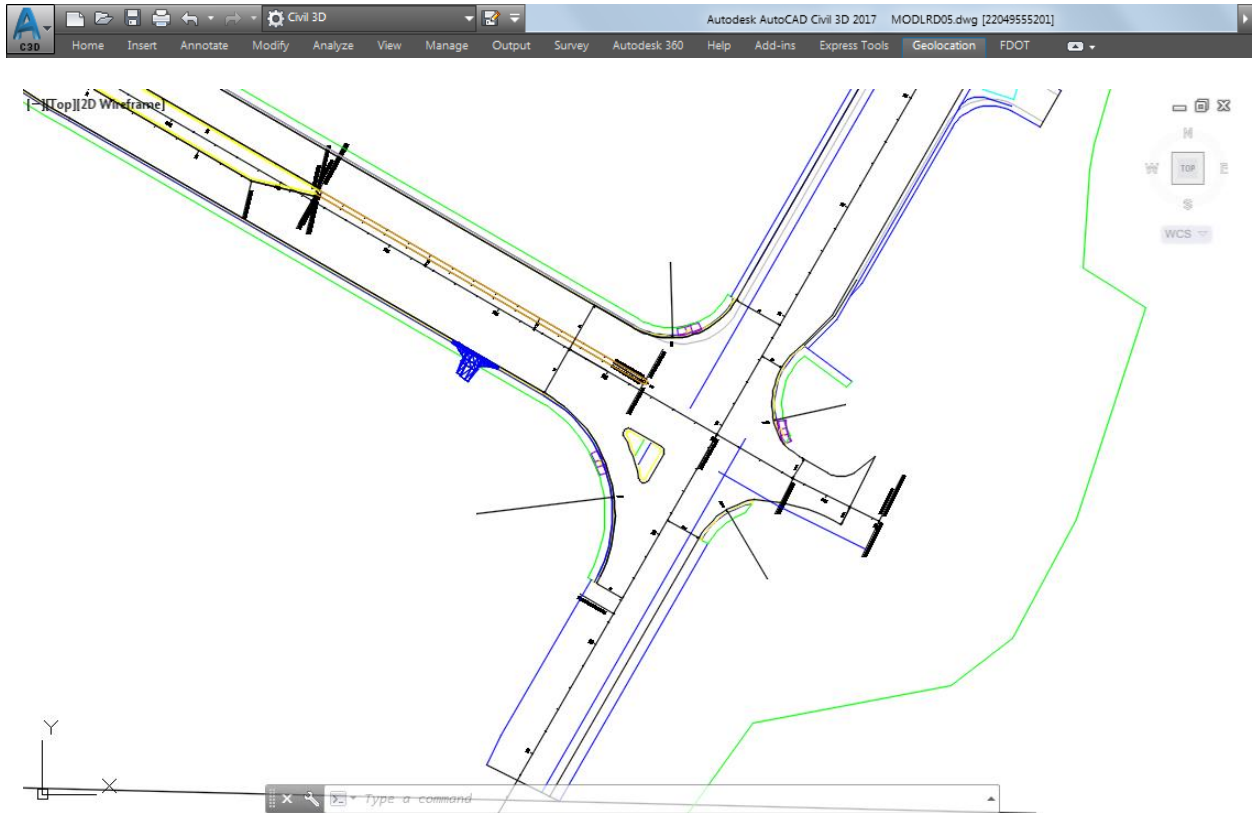 Civil 3D Autodesk AutoCAD Civil 3D 2017 MODLRD05.dwg [22049555201]
C3D Home Insert Annotate Modify Analyze View Manage Output Survey Autodesk 360 Help Add-ins Express Tools Geolocation FDOT
[−][Top][2D Wireframe]
N
W TOP E
S
WCS
Y
X
Type a command